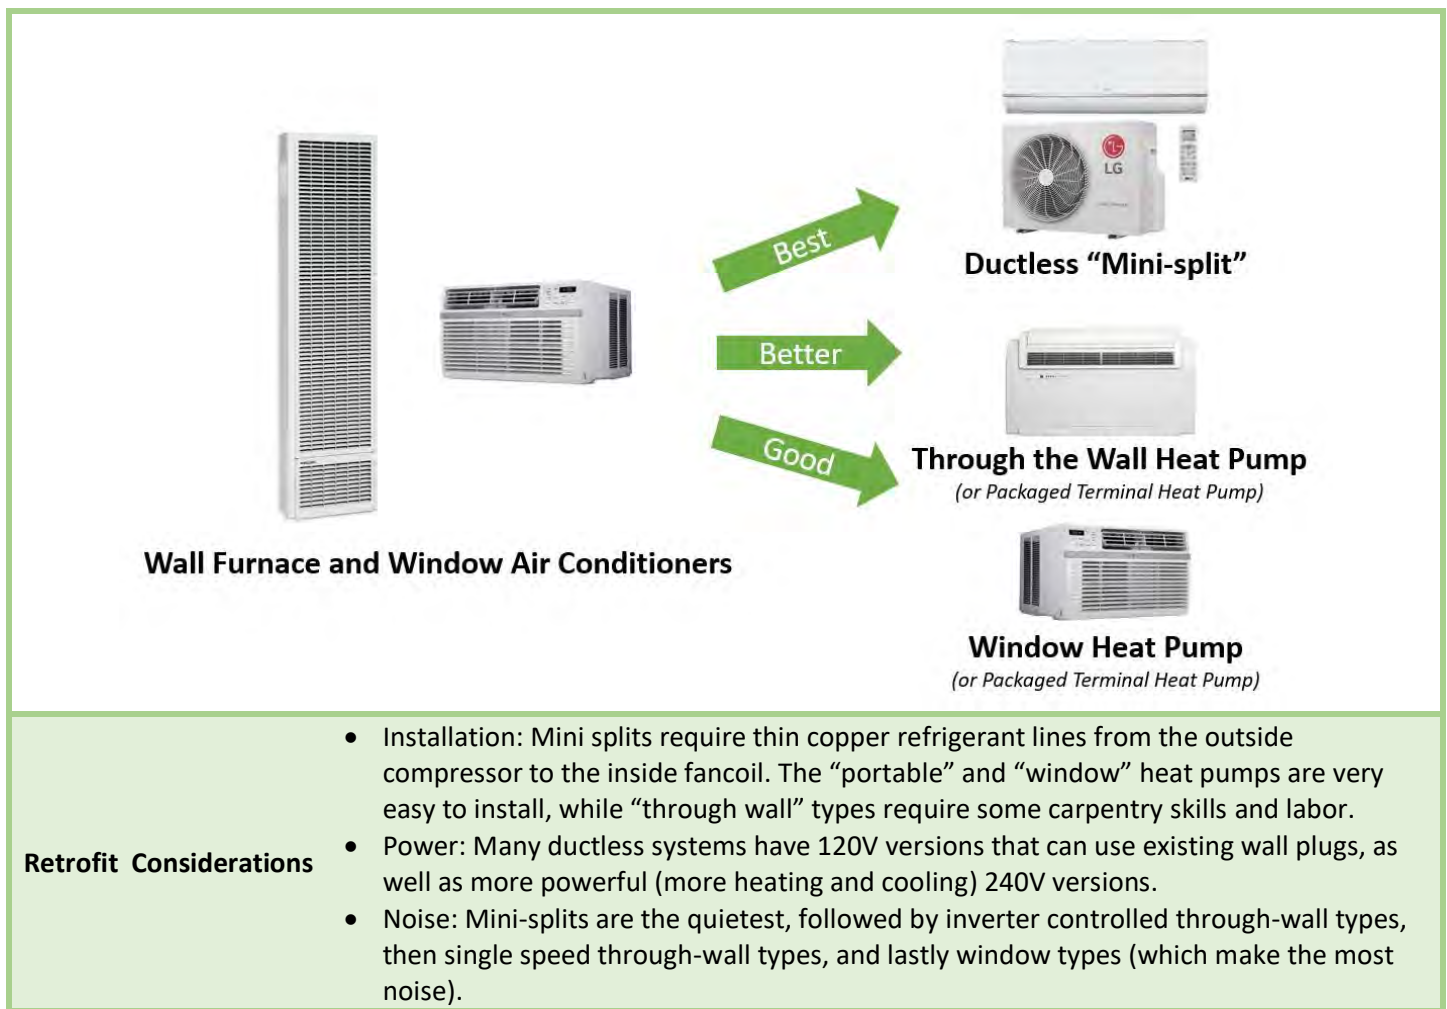 LG
Best
Ductless “Mini-split”
Better
Good
Through the Wall Heat Pump
(or Packaged Terminal Heat Pump)
Wall Furnace and Window Air Conditioners
Window Heat Pump
(or Packaged Terminal Heat Pump)
Retrofit Considerations
• Installation: Mini splits require thin copper refrigerant lines from the outside
compressor to the inside fancoil. The “portable” and “window” heat pumps are very
easy to install, while “through wall” types require some carpentry skills and labor.
• Power: Many ductless systems have 120V versions that can use existing wall plugs, as
well as more powerful (more heating and cooling) 240V versions.
• Noise: Mini-splits are the quietest, followed by inverter controlled through-wall types,
then single speed through-wall types, and lastly window types (which make the most
noise).